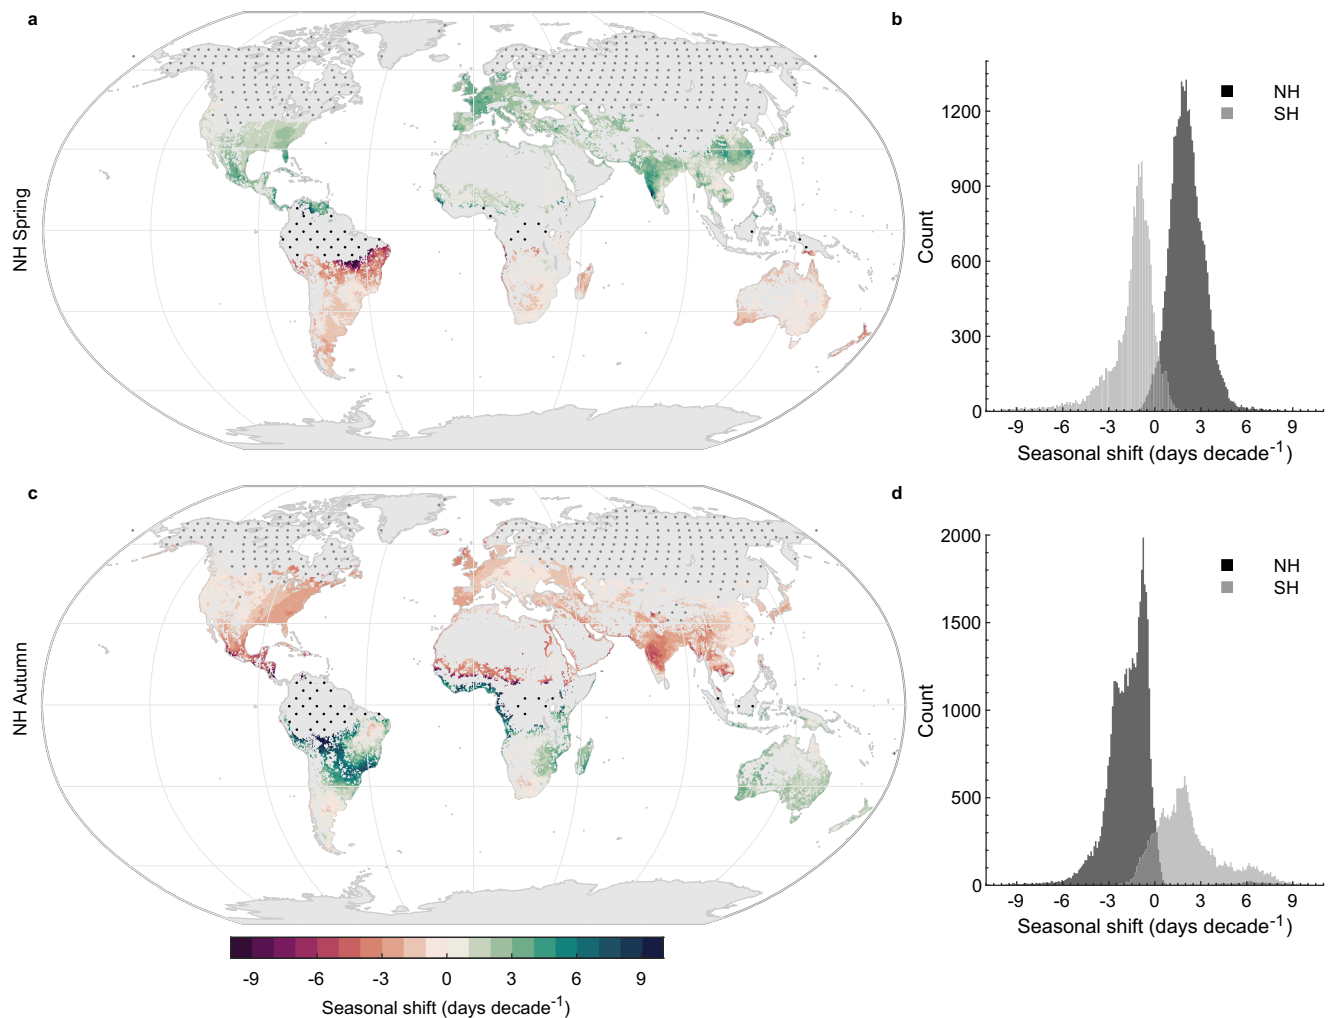 a
NH Spring
b
NH
SH
1200
900
600
300
0
Count
-9 -6 -3 0 3 6 9
Seasonal shift (days decade-1)
c
NH Autumn
-9 -6 -3 0 3 6 9
Seasonal shift (days decade-1)
d
NH
SH
2000
1500
1000
500
0
Count
-9 -6 -3 0 3 6 9
Seasonal shift (days decade-1)